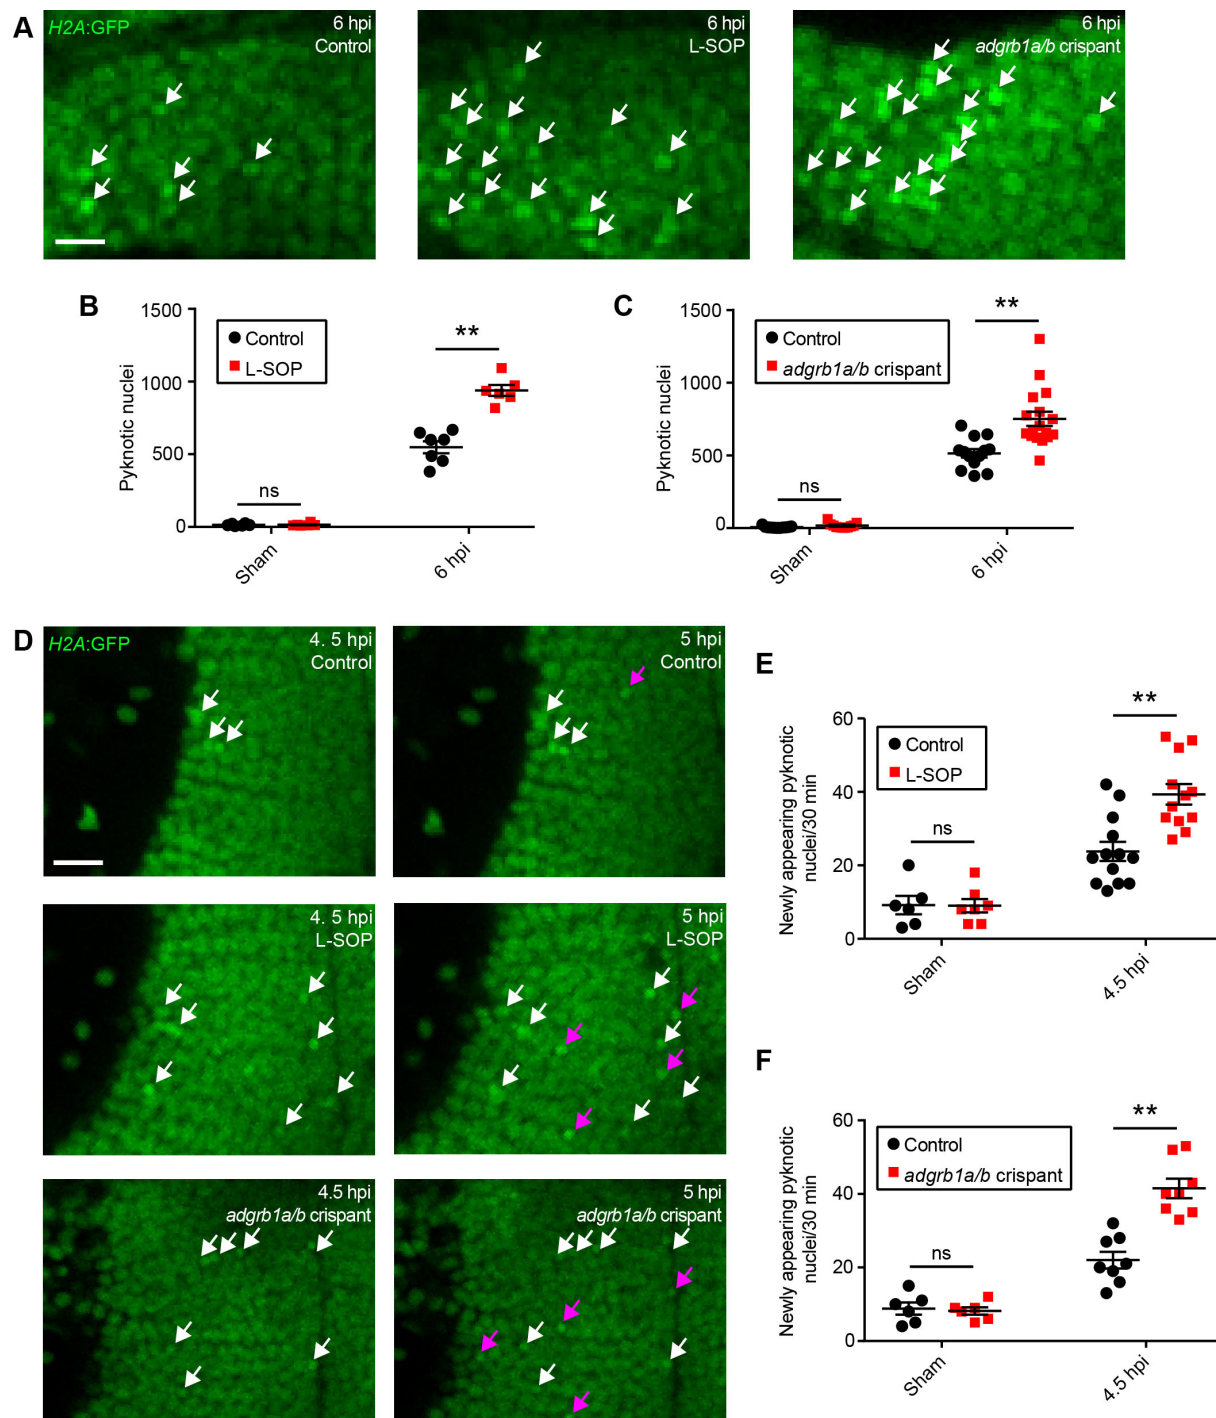 A
H2A:GFP
6 hpi
Control
6 hpi
L-SOP
6 hpi
adgrb1a/b crispant
B
1500
1000
500
0
Pyknotic nuclei
Control
L-SOP
ns
**
Sham
6 hpi
C
1500
1000
500
0
Pyknotic nuclei
Control
adgrb1a/b crispant
ns
**
Sham
6 hpi
D
H2A:GFP
4. 5 hpi
Control
5 hpi
Control
4. 5 hpi
L-SOP
5 hpi
L-SOP
4.5 hpi
adgrb1a/b crispant
5 hpi
adgrb1a/b crispant
E
60
40
20
0
Newly appearing pyknotic
nuclei/30 min
Control
L-SOP
ns
**
Sham
4.5 hpi
F
60
40
20
0
Newly appearing pyknotic
nuclei/30 min
Control
adgrb1a/b crispant
ns
**
Sham
4.5 hpi